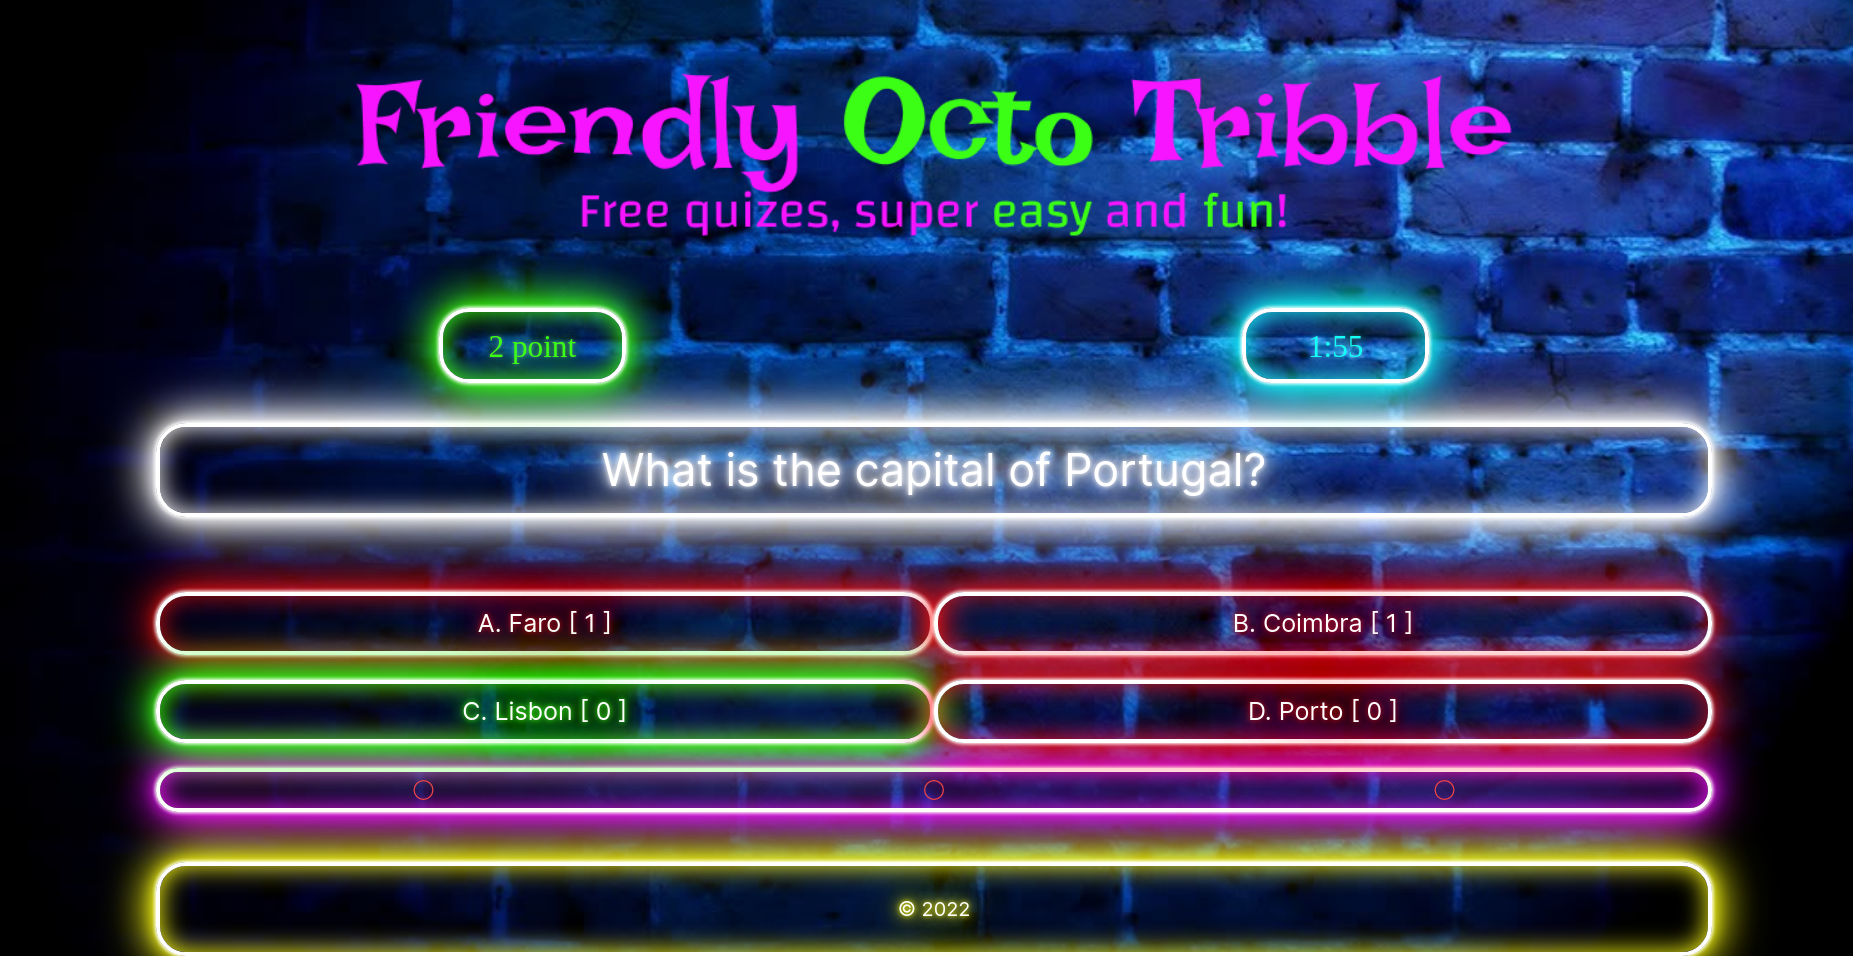 Friendly Octo Tribble
Free quizes, super easy and fun!
2 point
1:55
What is the capital of Portugal?
A. Faro [ 1 ]
B. Coimbra [ 1 ]
C. Lisbon [ 0 ]
D. Porto [ 0 ]
© 2022